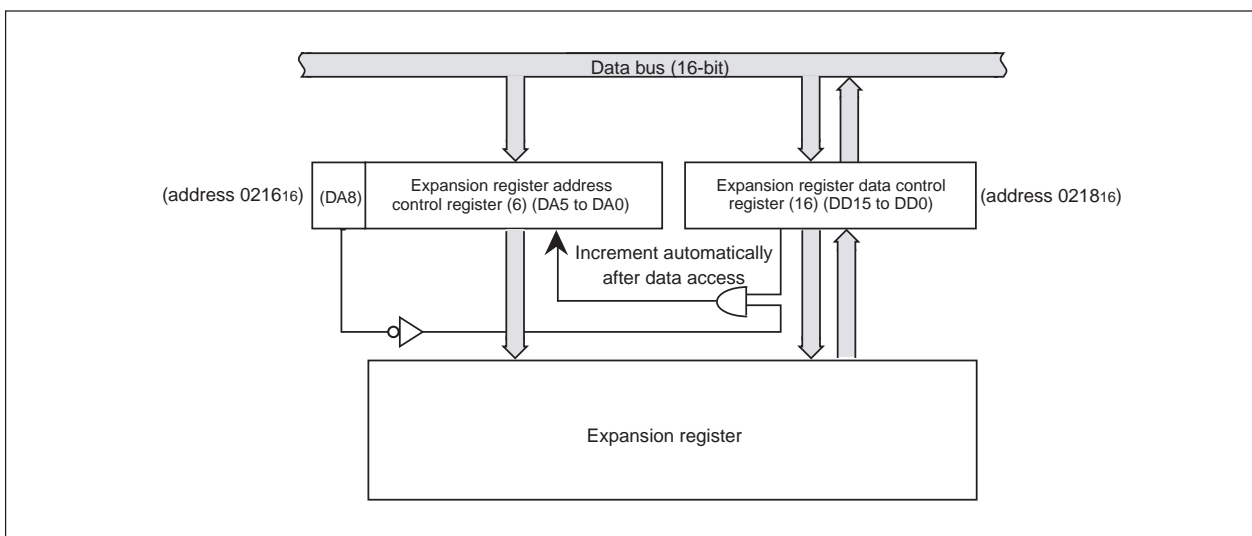 Data bus (16-bit)
(address 021616)
(DA8)
Expansion register address
control register (6) (DA5 to DA0)
Expansion register data control
register (16) (DD15 to DD0)
(address 021816)
Increment automatically
after data access
Expansion register